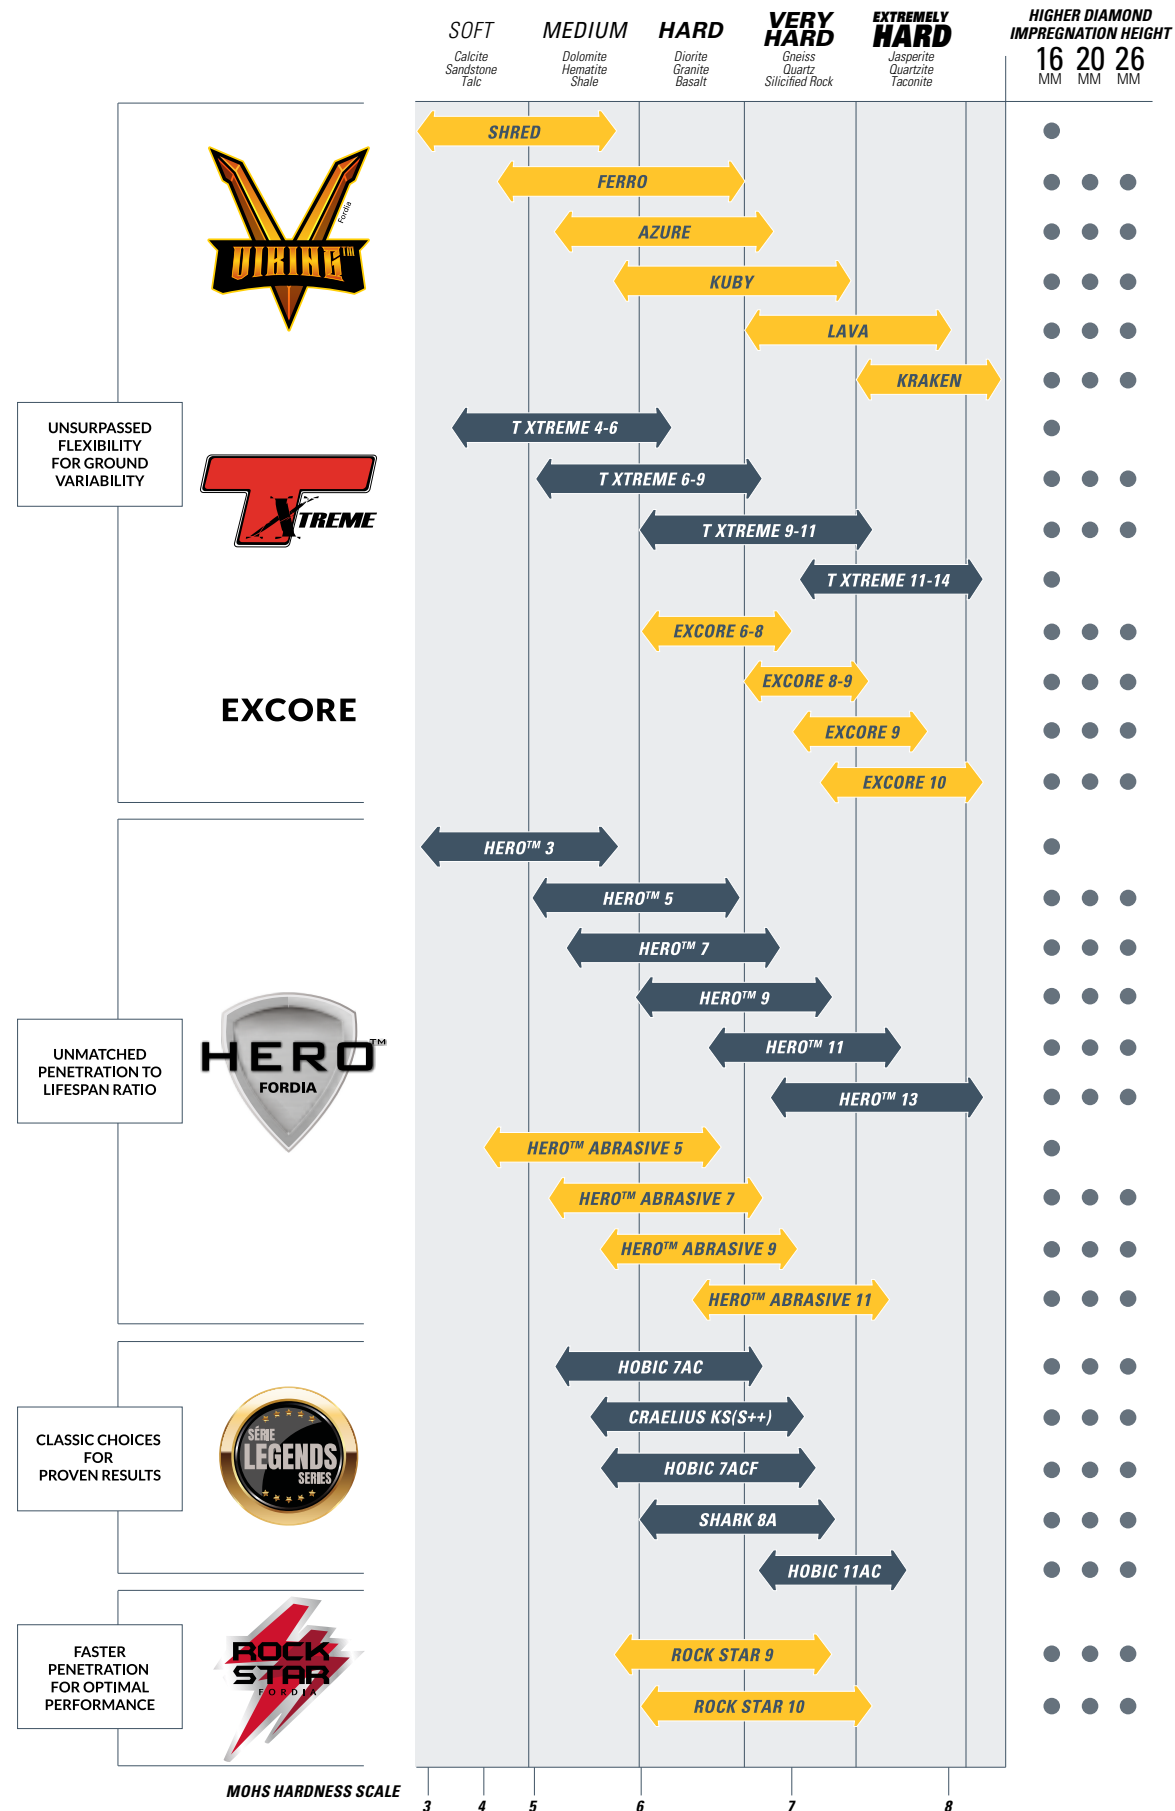 SOFT
Calcite
Sandstone
Talc
MEDIUM
Dolomite
Hematite
Shale
HARD
Diorite
Granite
Basalt
VERY
HARD
Gneiss
Quartz
Silicified Rock
EXTREMELY
HARD
Jasperite
Quartzite
Taconite
HIGHER DIAMOND
IMPREGNATION HEIGHT
16 20 26
MM MM MM
UNSURPASSED
FLEXIBILITY
FOR GROUND
VARIABILITY
Fordia
VIKING™
SHRED
FERRO
AZURE
KUBY
LAVA
KRAKEN
T XTREME
T XTREME 4-6
T XTREME 6-9
T XTREME 9-11
T XTREME 11-14
EXCORE
EXCORE 6-8
EXCORE 8-9
EXCORE 9
EXCORE 10
UNMATCHED
PENETRATION TO
LIFESPAN RATIO
HERO™
FORDIA
HERO™ 3
HERO™ 5
HERO™ 7
HERO™ 9
HERO™ 11
HERO™ 13
HERO™ ABRASIVE 5
HERO™ ABRASIVE 7
HERO™ ABRASIVE 9
HERO™ ABRASIVE 11
CLASSIC CHOICES
FOR
PROVEN RESULTS
SÉRIE
LEGENDS
SERIES
HOBIC 7AC
CRAELIUS KS(S++)
HOBIC 7ACF
SHARK 8A
HOBIC 11AC
FASTER
PENETRATION
FOR OPTIMAL
PERFORMANCE
ROCK
STAR
FORDIA
ROCK STAR 9
ROCK STAR 10
MOHS HARDNESS SCALE
3 4 5 6 7 8